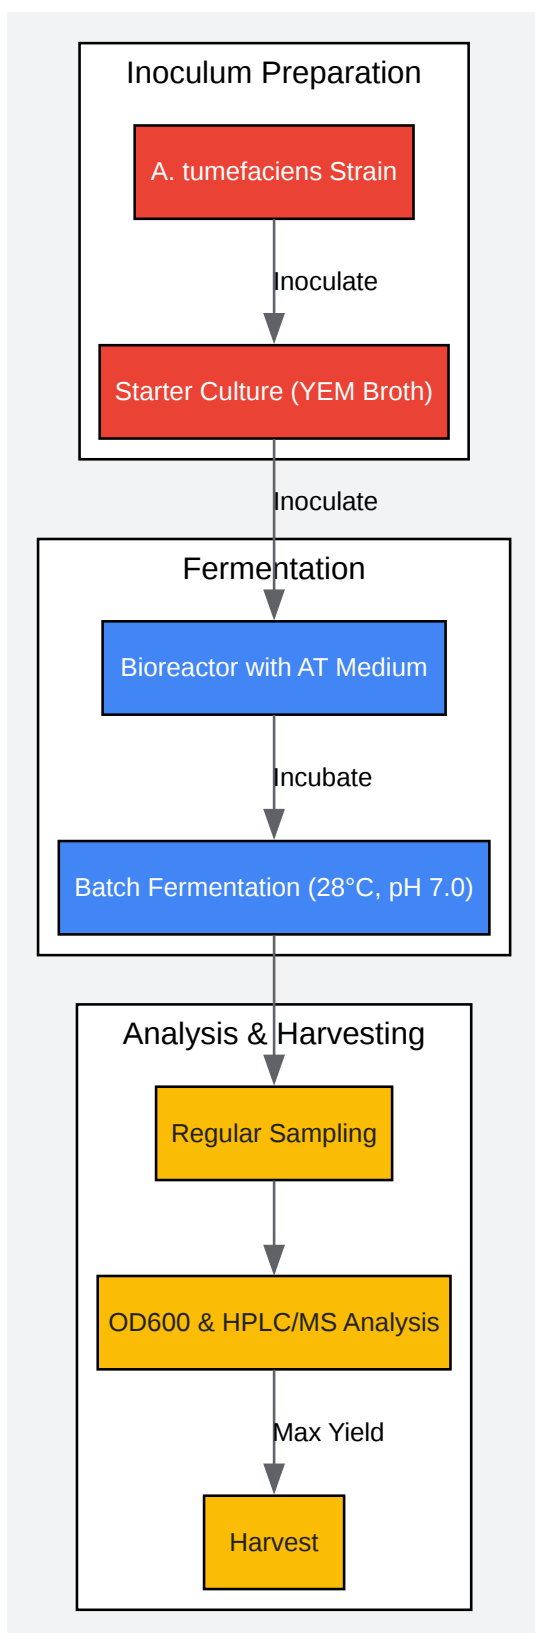 Inoculum Preparation
A. tumefaciens Strain
Inoculate
Starter Culture (YEM Broth)
Inoculate
Fermentation
Bioreactor with AT Medium
Incubate
Batch Fermentation (28°C, pH 7.0)
Analysis & Harvesting
Regular Sampling
OD600 & HPLC/MS Analysis
Max Yield
Harvest